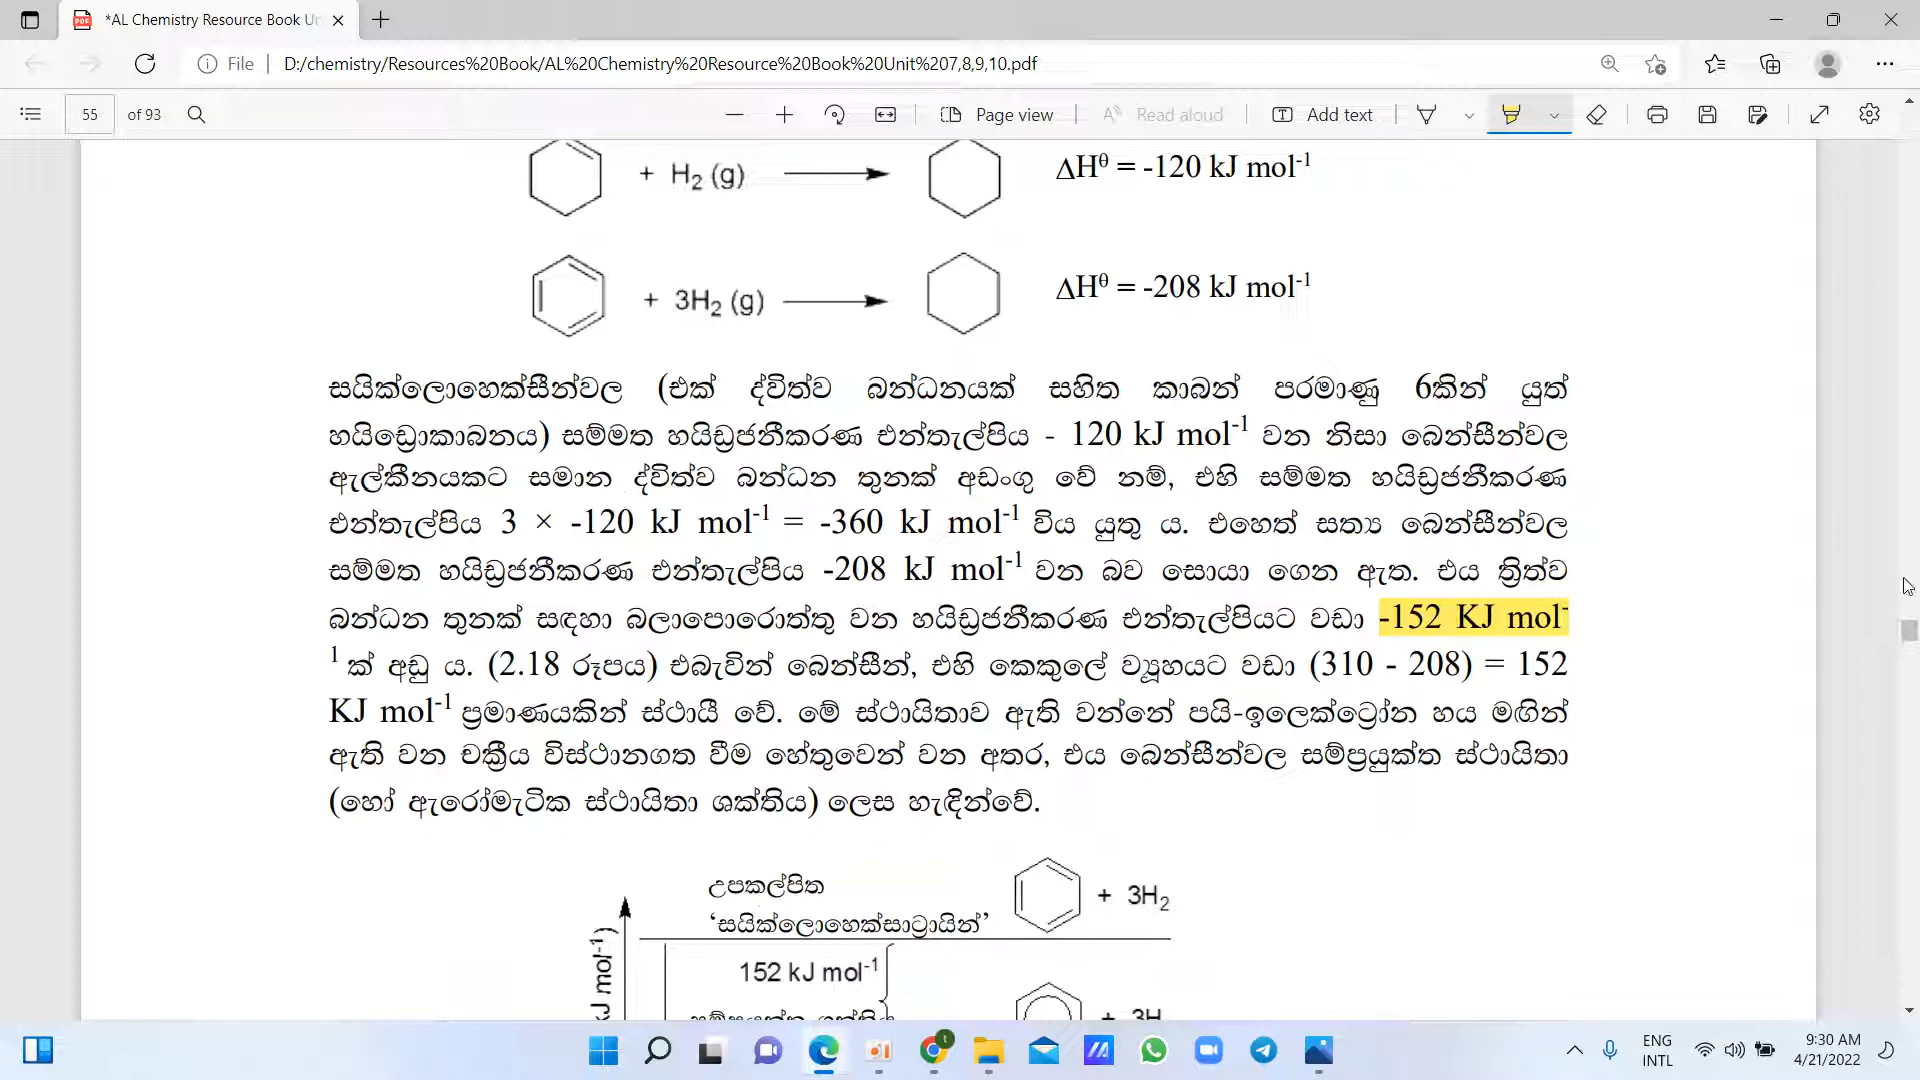 *AL Chemistry Resource Book Un
File
D:/chemistry/Resources%20Book/AL%20Chemistry%20Resource%20Book%20Unit%207,8,9,10.pdf
55 of 93
Page view
Read aloud
Add text
+ H₂ (g)
ΔHᶿ = -120 kJ mol⁻¹
+ 3H₂ (g)
ΔHᶿ = -208 kJ mol⁻¹
සයික්ලොහෙක්සීන්වල (එක් ද්විත්ව බන්ධනයක් සහිත කාබන් පරමාණු 6කින් යුත්
හයිඩ්‍රොකාබනය) සම්මත හයිඩ්‍රජනීකරණ එන්තැල්පිය - 120 kJ mol⁻¹ වන නිසා බෙන්සීන්වල
ඇල්කීනයකට සමාන ද්විත්ව බන්ධන තුනක් අඩංගු වේ නම්, එහි සම්මත හයිඩ්‍රජනීකරණ
එන්තැල්පිය 3 × -120 kJ mol⁻¹ = -360 kJ mol⁻¹ විය යුතු ය. එහෙත් සත්‍ය බෙන්සීන්වල
සම්මත හයිඩ්‍රජනීකරණ එන්තැල්පිය -208 kJ mol⁻¹ වන බව සොයා ගෙන ඇත. එය ත්‍රිත්ව
බන්ධන තුනක් සඳහා බලාපොරොත්තු වන හයිඩ්‍රජනීකරණ එන්තැල්පියට වඩා -152 KJ mol⁻
¹ ක් අඩු ය. (2.18 රූපය) එබැවින් බෙන්සීන්, එහි කෙකුලේ ව්‍යූහයට වඩා (310 - 208) = 152
KJ mol⁻¹ ප්‍රමාණයකින් ස්ථායී වේ. මේ ස්ථායිතාව ඇති වන්නේ පයි-ඉලෙක්ට්‍රෝන හය මඟින්
ඇති වන චක්‍රීය විස්ථානගත වීම හේතුවෙන් වන අතර, එය බෙන්සීන්වල සම්ප්‍රයුක්ත ස්ථායිතා
(හෝ ඇරෝමැටික ස්ථායිතා ශක්තිය) ලෙස හැඳින්වේ.
උපකල්පිත
‘සයික්ලොහෙක්සාට්‍රායින්’
+ 3H₂
152 kJ mol⁻¹
kJ mol⁻¹)
+ 3H
ENG
INTL
9:30 AM
4/21/2022